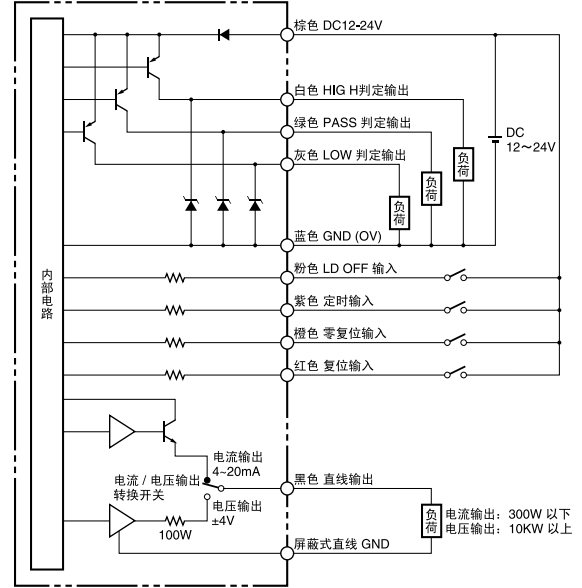 棕色 DC12-24V
白色 HIG H判定输出
绿色 PASS 判定输出
灰色 LOW 判定输出
DC
12～24V
负荷
负荷
负荷
蓝色 GND (OV)
粉色 LD OFF 输入
紫色 定时输入
橙色 零复位输入
红色 复位输入
内部电路
电流输出
4~20mA
电流 / 电压输出
转换开关
电压输出
±4V
100W
黑色 直线输出
负荷
电流输出：300W 以下
电压输出：10KW 以上
屏蔽式直线 GND